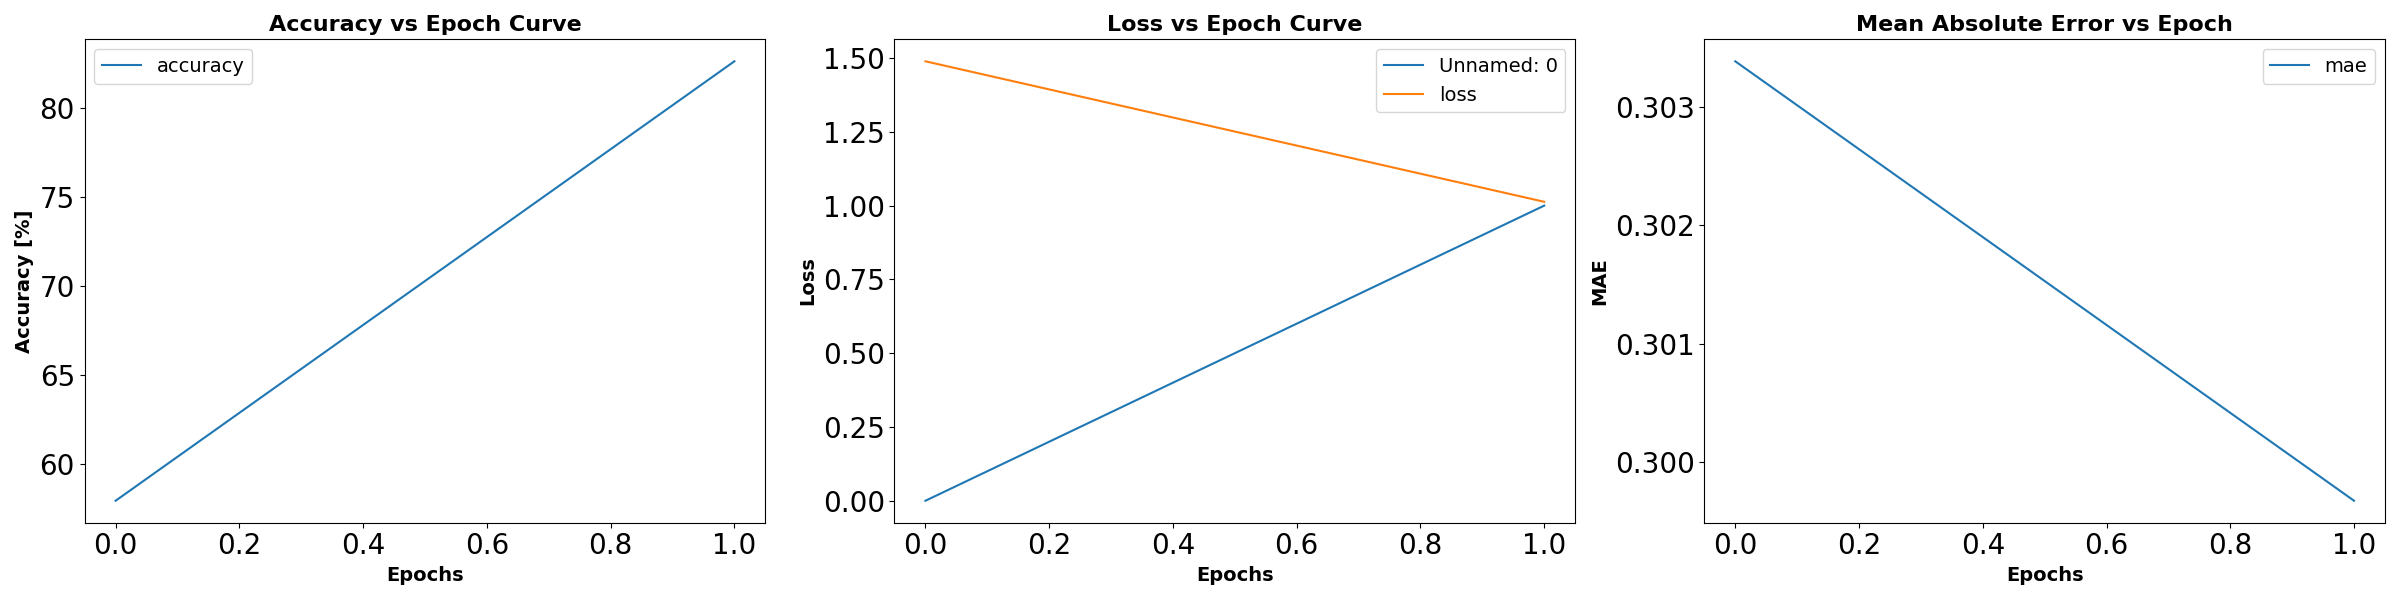 Accuracy vs Epoch Curve
accuracy
80
75
70
65
60
Accuracy [%]
0.0 0.2 0.4 0.6 0.8 1.0
Epochs
Loss vs Epoch Curve
Unnamed: 0
loss
1.50
1.25
1.00
0.75
0.50
0.25
0.00
Loss
0.0 0.2 0.4 0.6 0.8 1.0
Epochs
Mean Absolute Error vs Epoch
mae
0.303
0.302
0.301
0.300
MAE
0.0 0.2 0.4 0.6 0.8 1.0
Epochs